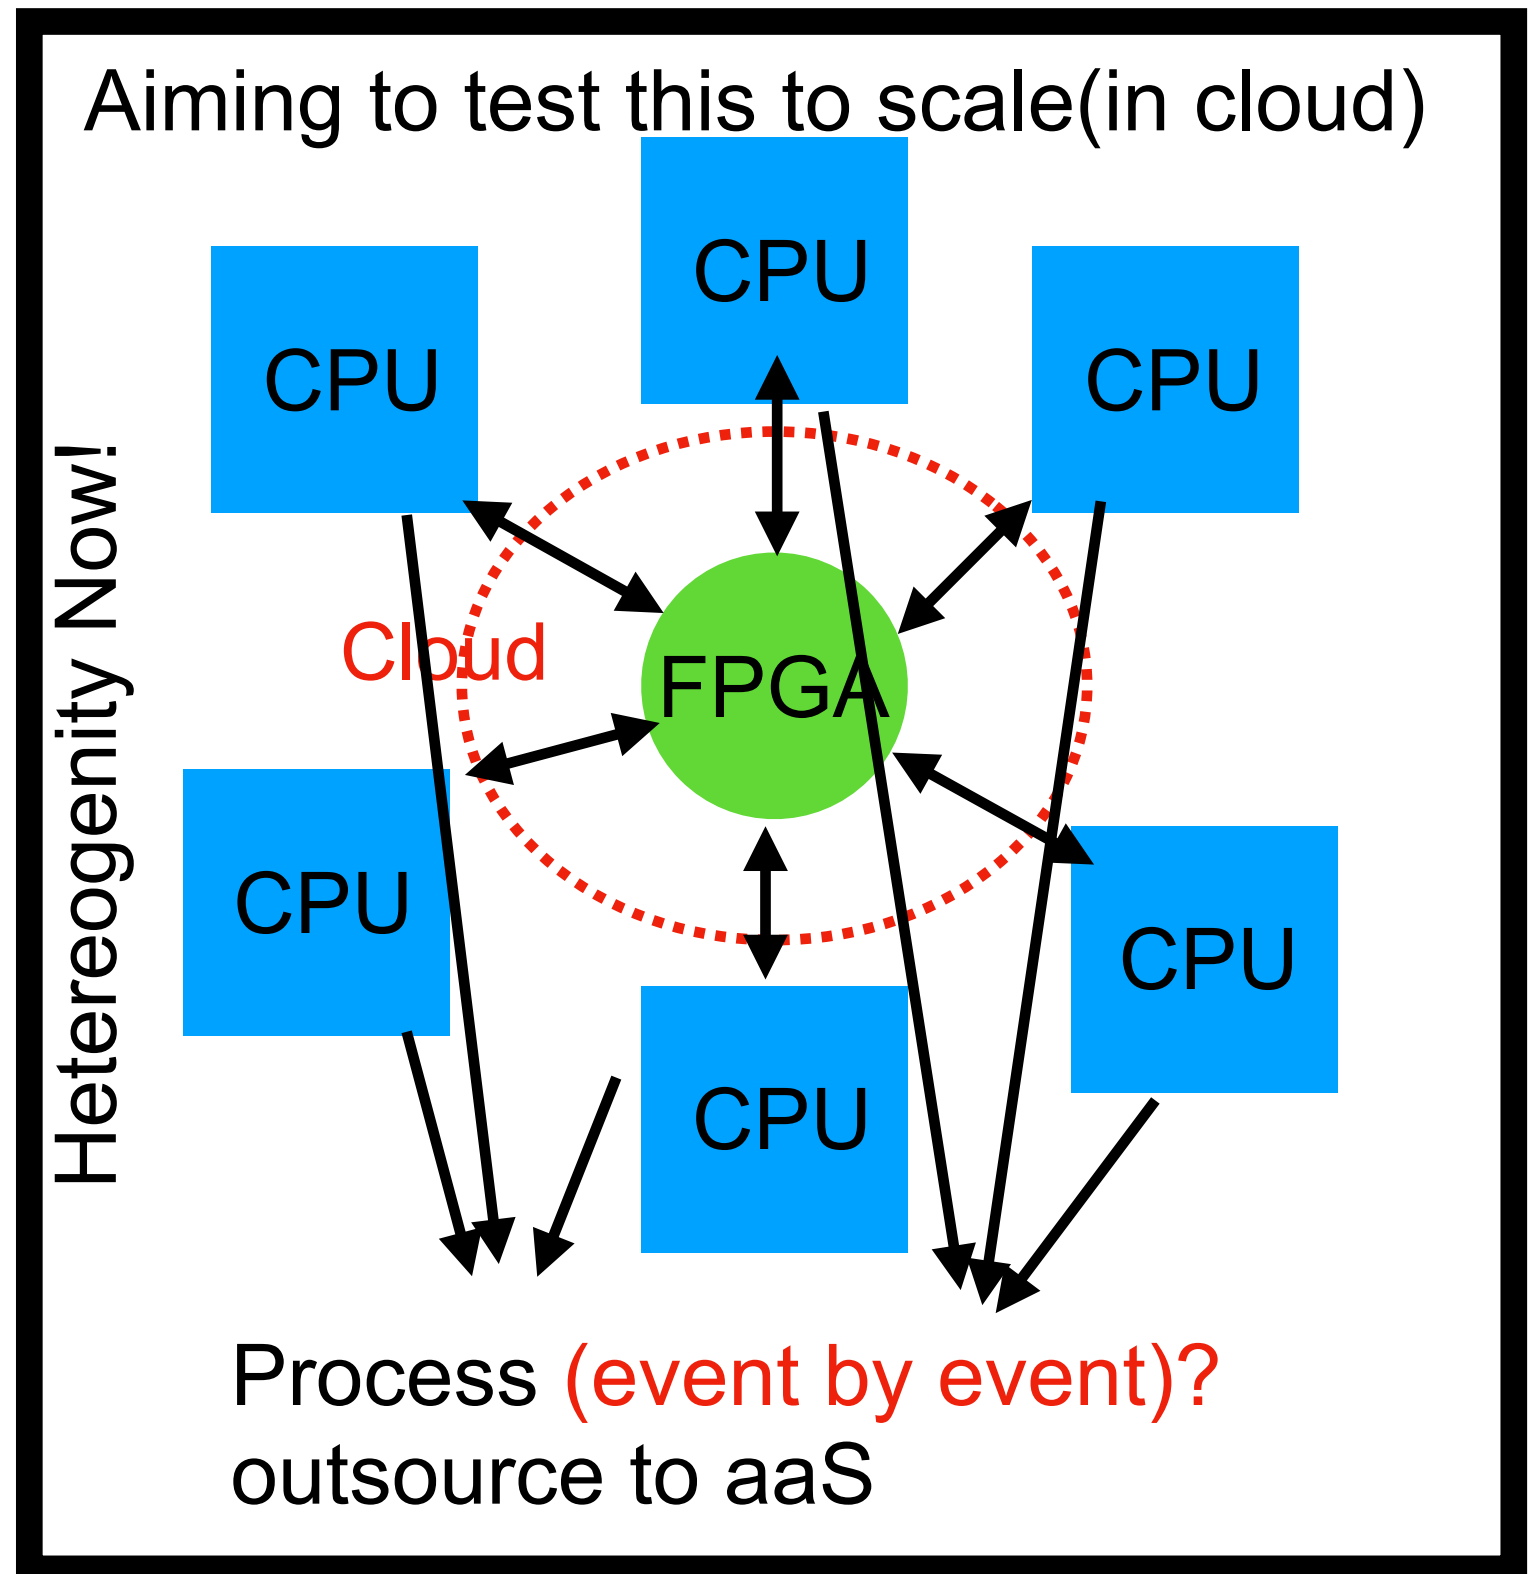 Aiming to test this to scale(in cloud)
CPU
CPU
CPU
Hetereogenity Now!
Cloud
FPGA
CPU
CPU
CPU
Process (event by event)?
outsource to aaS